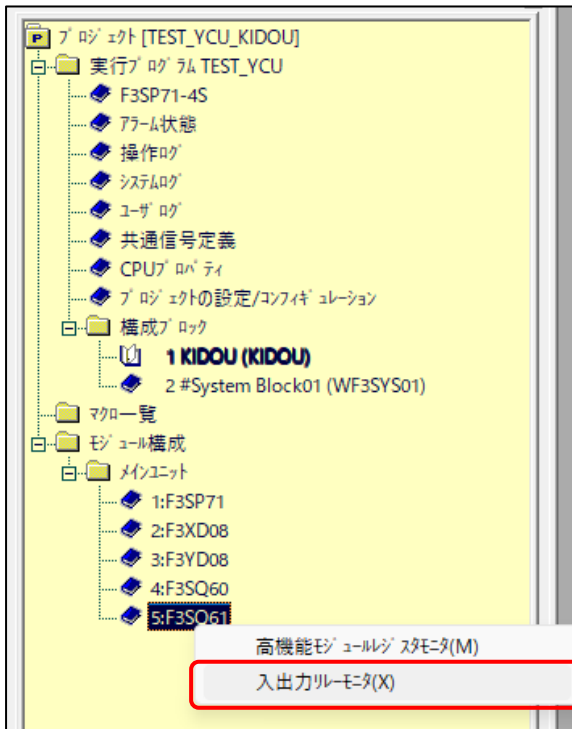 P ﾌﾟﾛｼﾞｪｸﾄ [TEST_YCU_KIDOU]
実行ﾌﾟﾛｸﾞﾗﾑ TEST_YCU
F3SP71-4S
ｱﾗｰﾑ状態
操作ﾛｸﾞ
ｼｽﾃﾑﾛｸﾞ
ﾕｰｻﾞﾛｸﾞ
共通信号定義
CPUﾌﾟﾛﾊﾟﾃｨ
ﾌﾟﾛｼﾞｪｸﾄの設定/ｺﾝﾌｨｷﾞｭﾚｰｼｮﾝ
構成ﾌﾞﾛｯｸ
1 KIDOU (KIDOU)
2 #System Block01 (WF3SYS01)
ﾏｸﾛ一覧
ﾓｼﾞｭｰﾙ構成
ﾒｲﾝﾕﾆｯﾄ
1:F3SP71
2:F3XD08
3:F3YD08
4:F3SQ60
5:F3SQ61
高機能ﾓｼﾞｭｰﾙﾚｼﾞｽﾀﾓﾆﾀ(M)
入出力ﾘﾚｰﾓﾆﾀ(X)